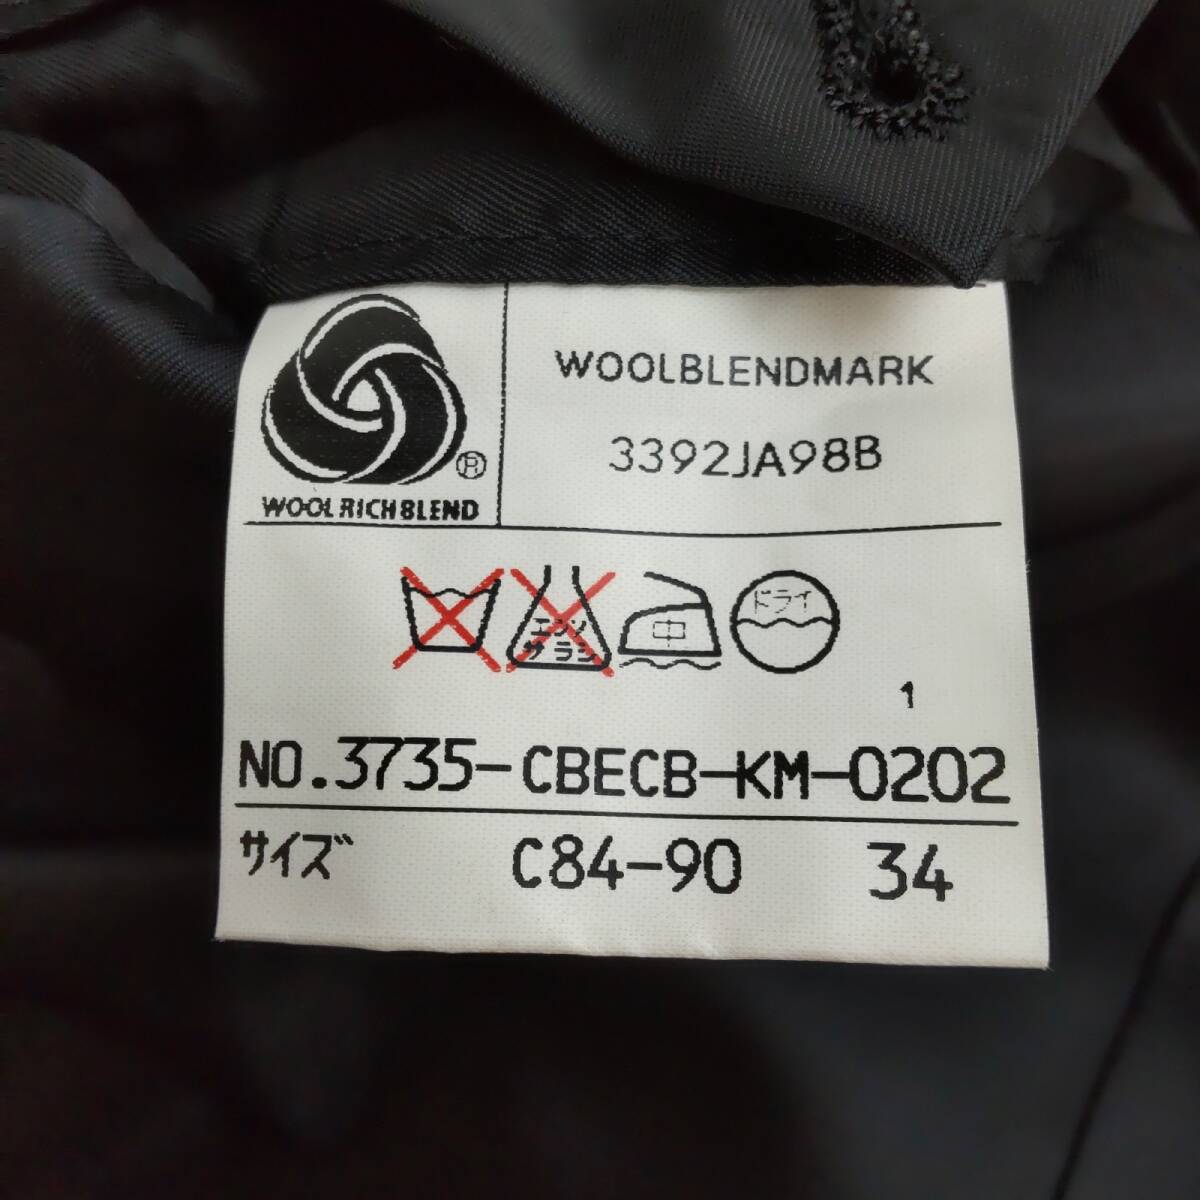 WOOLBLENDMARK
3392JA98B
®
WOOL RICH BLEND
エンソ
サラシ
中
ドライ
1
NO.3735-CBECB-KM-0202
サイズ C84-90 34